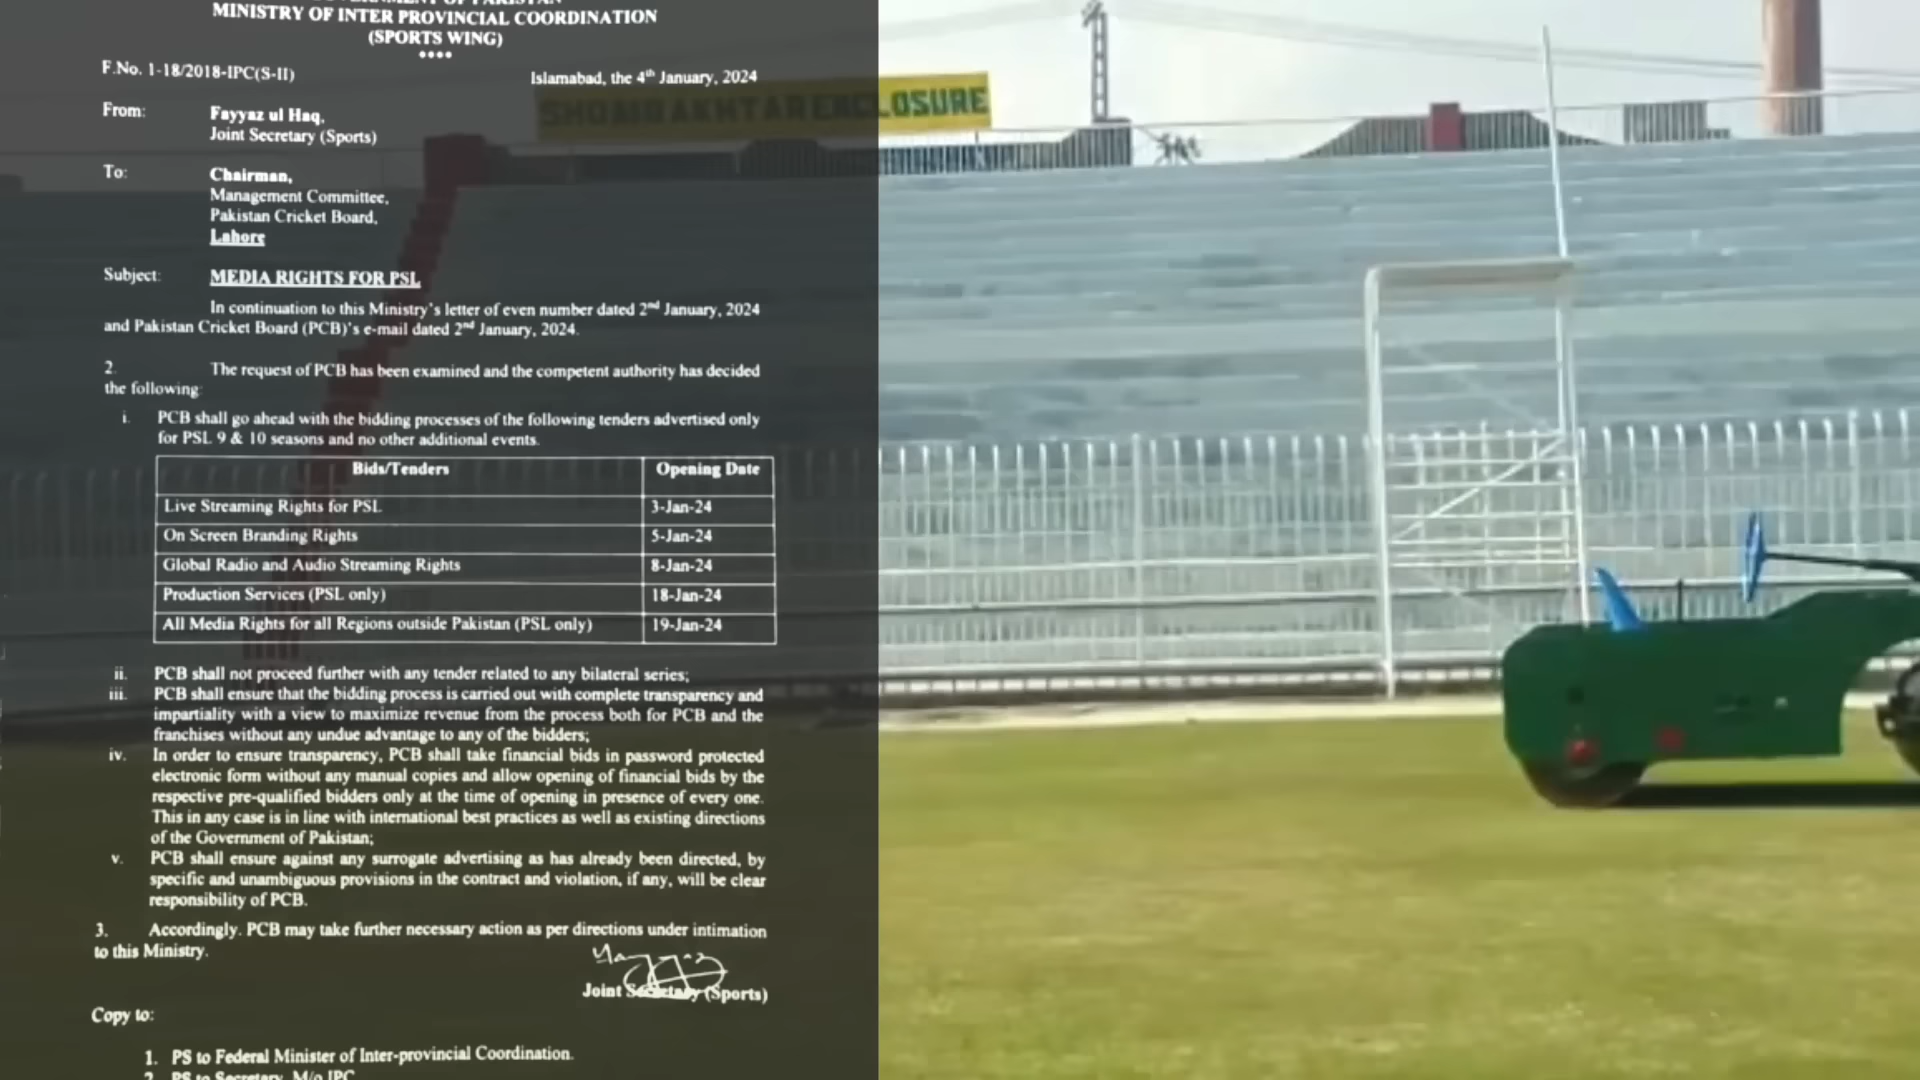 GOVERNMENT OF PAKISTAN
MINISTRY OF INTER PROVINCIAL COORDINATION
(SPORTS WING)
****
F.No. 1-18/2018-IPC(S-II)
Islamabad, the 4th January, 2024
From: Fayyaz ul Haq,
Joint Secretary (Sports)
To: Chairman,
Management Committee,
Pakistan Cricket Board,
Lahore
Subject: MEDIA RIGHTS FOR PSL
In continuation to this Ministry's letter of even number dated 2nd January, 2024
and Pakistan Cricket Board (PCB)'s e-mail dated 2nd January, 2024.
2. The request of PCB has been examined and the competent authority has decided
the following:
i. PCB shall go ahead with the bidding processes of the following tenders advertised only
for PSL 9 & 10 seasons and no other additional events.
Bids/Tenders Opening Date
Live Streaming Rights for PSL 3-Jan-24
On Screen Branding Rights 5-Jan-24
Global Radio and Audio Streaming Rights 8-Jan-24
Production Services (PSL only) 18-Jan-24
All Media Rights for all Regions outside Pakistan (PSL only) 19-Jan-24
ii. PCB shall not proceed further with any tender related to any bilateral series;
iii. PCB shall ensure that the bidding process is carried out with complete transparency and
impartiality with a view to maximize revenue from the process both for PCB and the
franchises without any undue advantage to any of the bidders;
iv. In order to ensure transparency, PCB shall take financial bids in password protected
electronic form without any manual copies and allow opening of financial bids by the
respective pre-qualified bidders only at the time of opening in presence of every one.
This in any case is in line with international best practices as well as existing directions
of the Government of Pakistan;
v. PCB shall ensure against any surrogate advertising as has already been directed, by
specific and unambiguous provisions in the contract and violation, if any, will be clear
responsibility of PCB.
3. Accordingly. PCB may take further necessary action as per directions under intimation
to this Ministry.
Joint Secretary (Sports)
Copy to:
1. PS to Federal Minister of Inter-provincial Coordination.
2. PS to Secretary, M/o IPC
SHOAIB AKHTAR ENCLOSURE